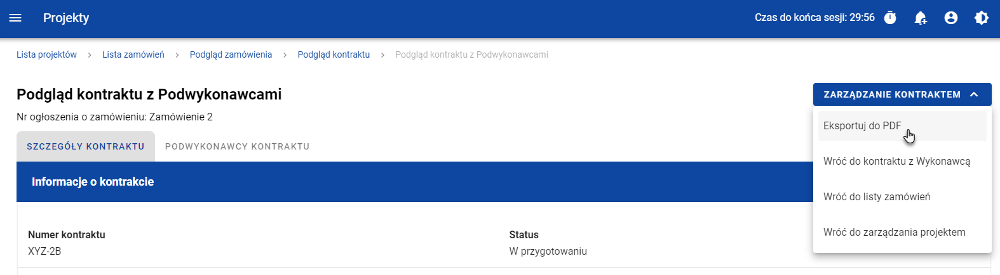 Projekty
Czas do końca sesji: 29:56
Lista projektów > Lista zamówień > Podgląd zamówienia > Podgląd kontraktu > Podgląd kontraktu z Podwykonawcami
Podgląd kontraktu z Podwykonawcami
ZARZĄDZANIE KONTRAKTEM
Nr ogłoszenia o zamówieniu: Zamówienie 2
Eksportuj do PDF
Wróć do kontraktu z Wykonawcą
Wróć do listy zamówień
Wróć do zarządzania projektem
SZCZEGÓŁY KONTRAKTU PODWYKONAWCY KONTRAKTU
Informacje o kontrakcie
Numer kontraktu
XYZ-2B
Status
W przygotowaniu